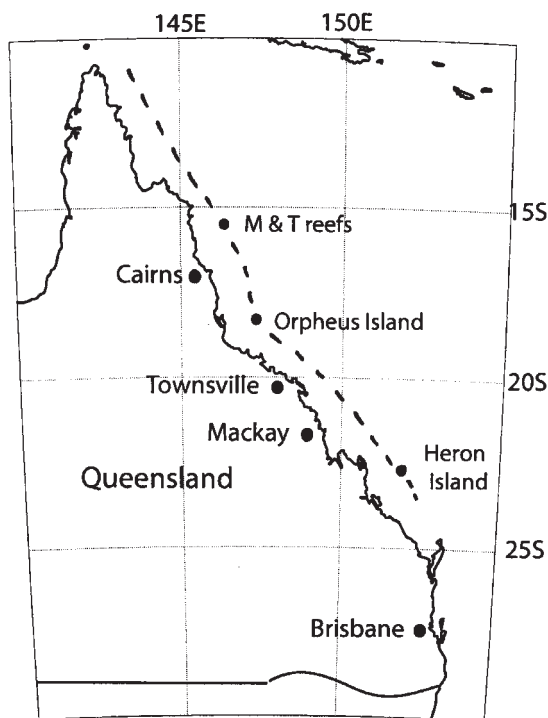 145E 150E
15S
M & T reefs
Cairns
Orpheus Island
20S
Townsville
Mackay
Heron
Island
Queensland
25S
Brisbane